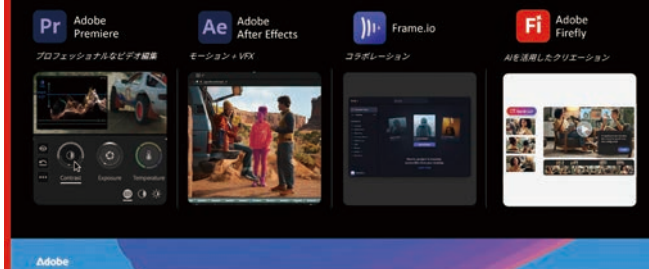 Pr Adobe Premiere
プロフェッショナルなビデオ編集
Ae Adobe After Effects
モーション + VFX
Frame.io
コラボレーション
Fi Adobe Firefly
AIを活用したクリエーション
Contrast
Exposure
Temperature
Adobe